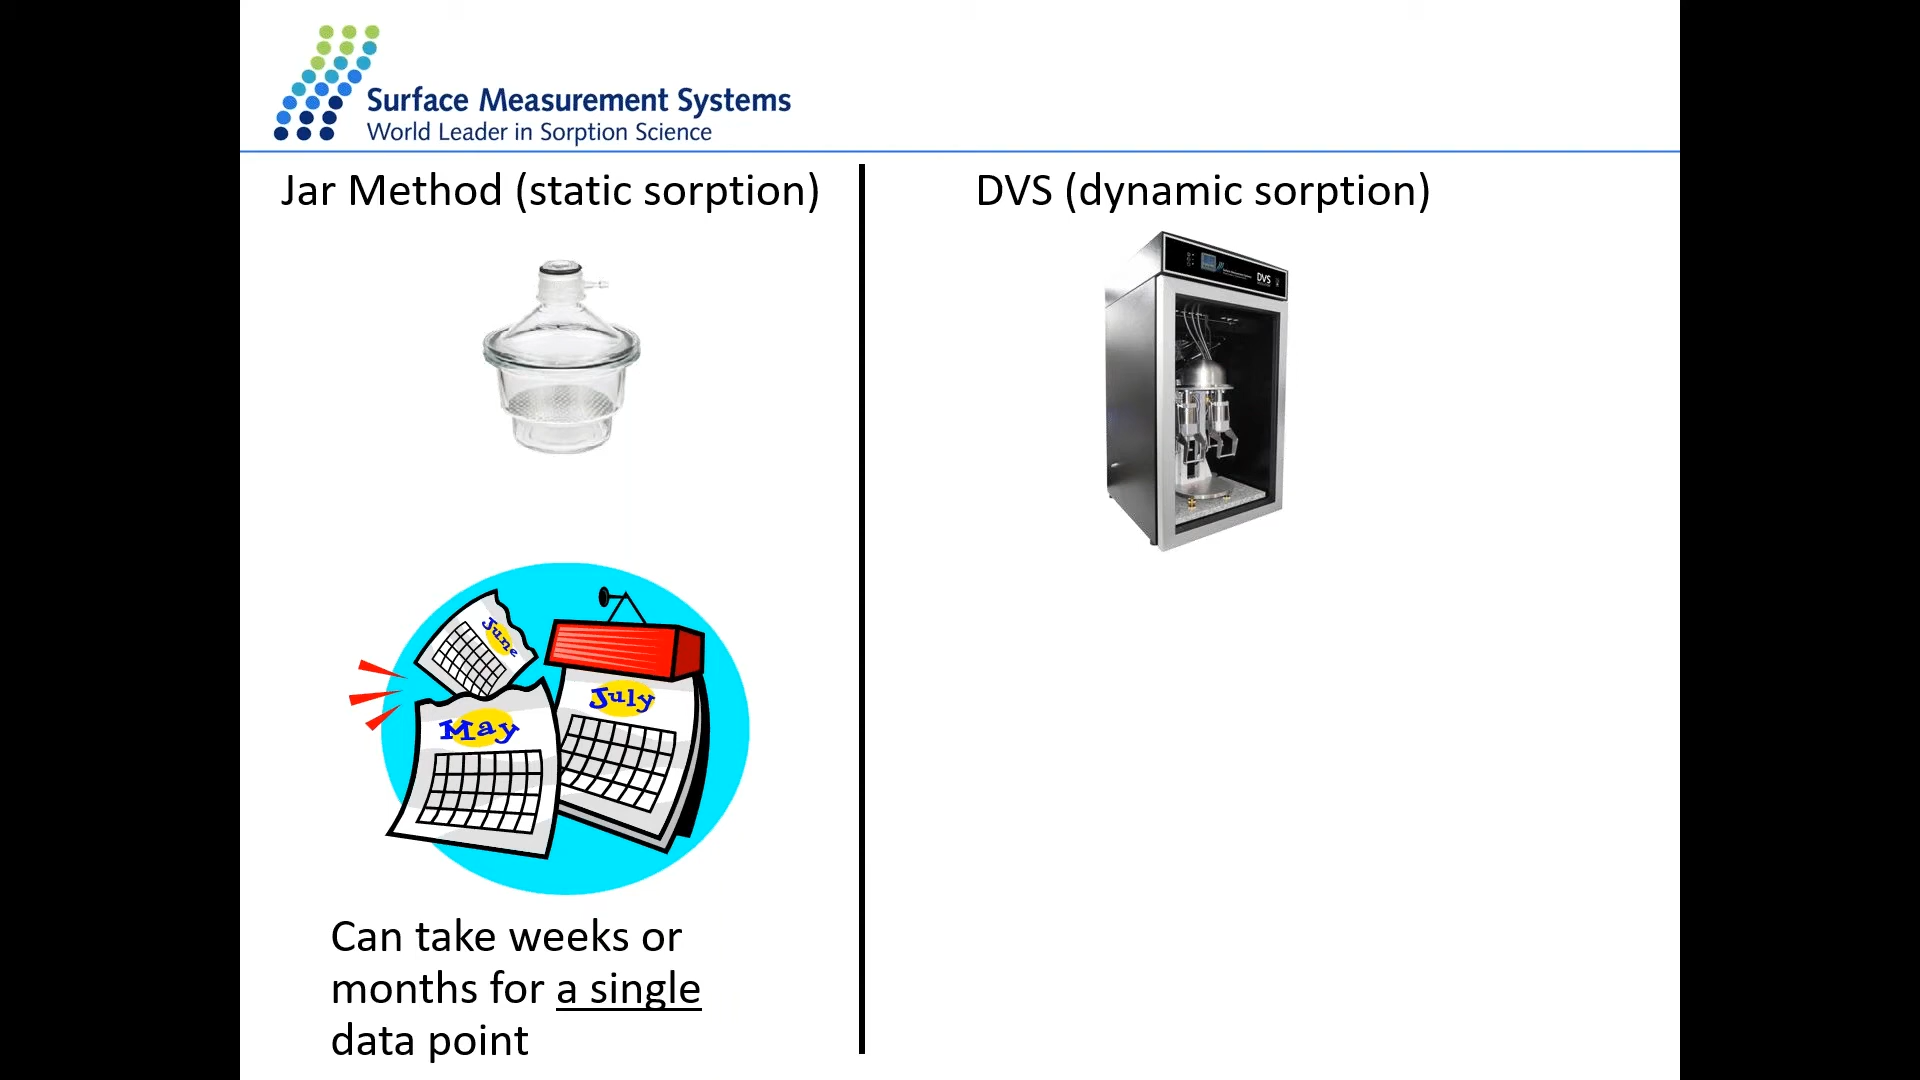 Surface Measurement Systems
World Leader in Sorption Science
Jar Method (static sorption)
DVS (dynamic sorption)
DVS
June
May
July
Can take weeks or
months for a single
data point